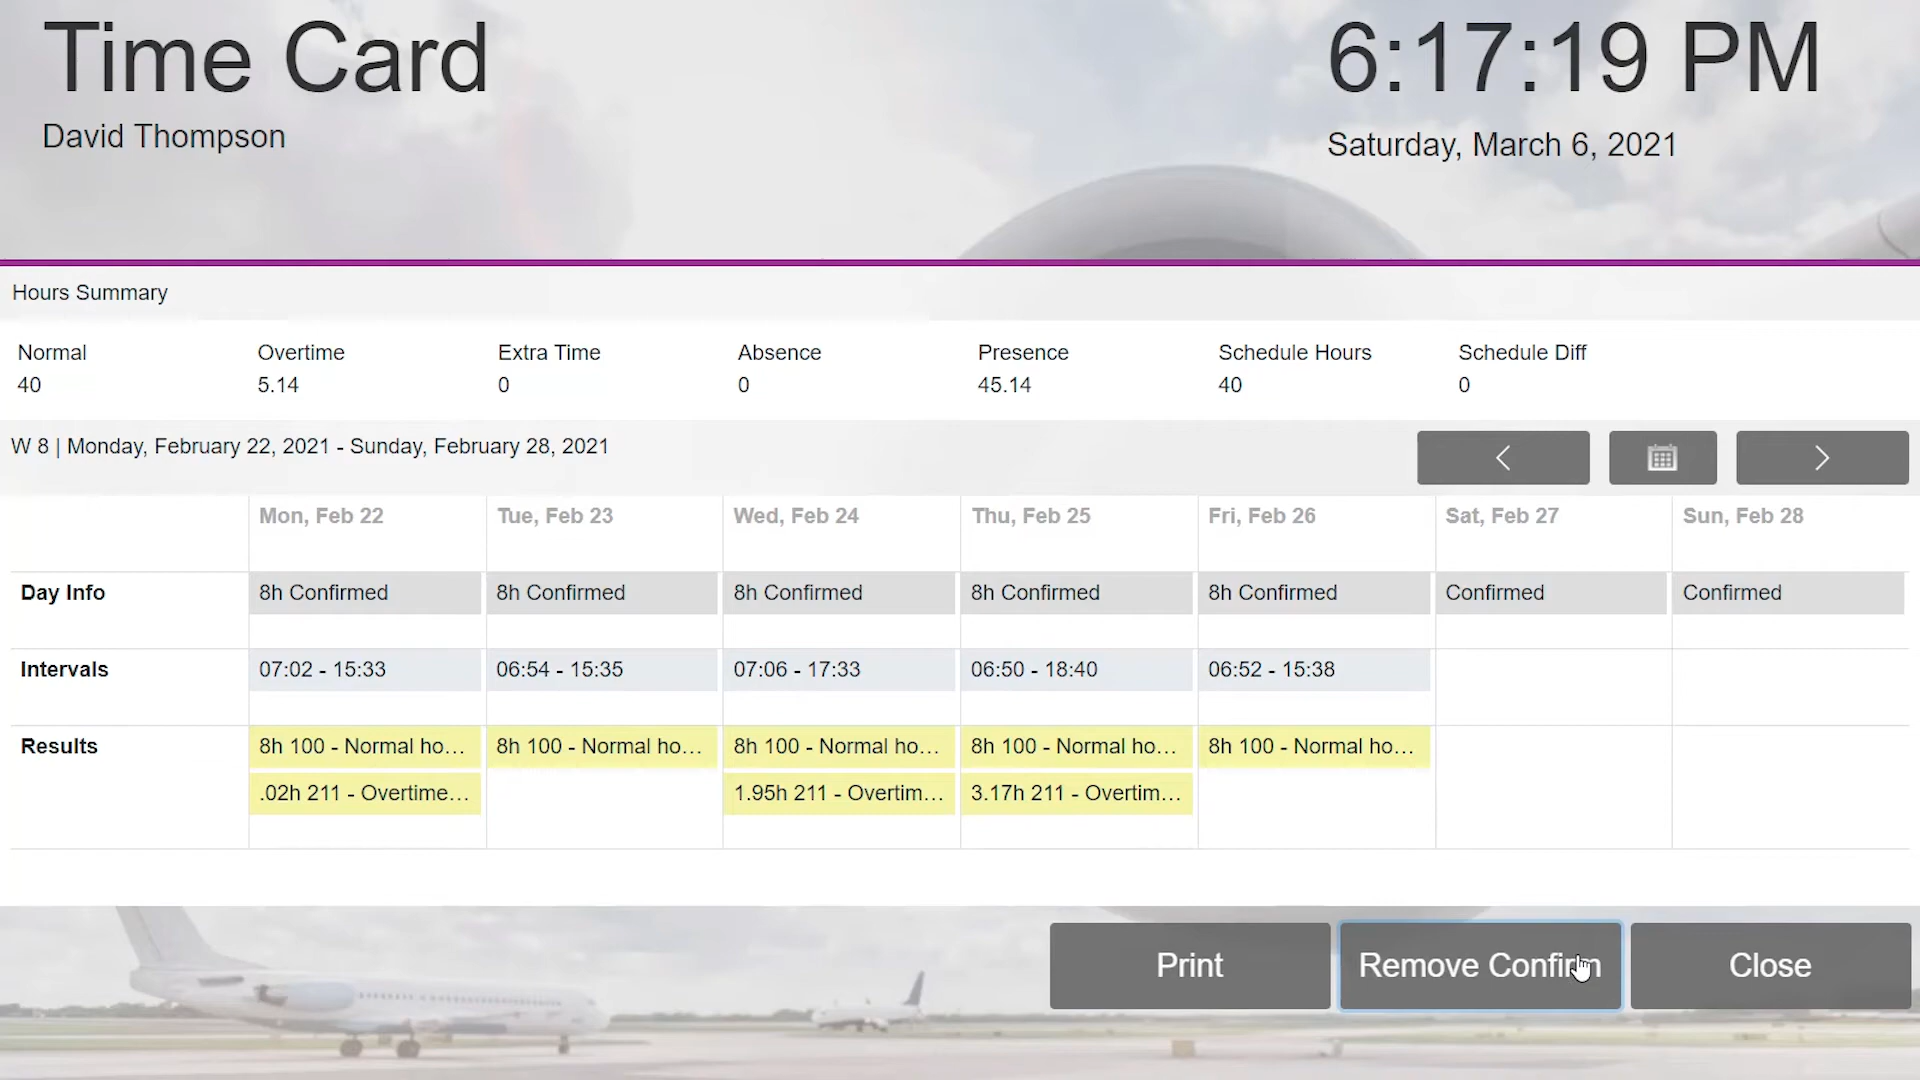 Time Card
6:17:19 PM
David Thompson
Saturday, March 6, 2021
Hours Summary
Normal Overtime Extra Time Absence Presence Schedule Hours Schedule Diff
40 5.14 0 0 45.14 40 0
W 8 | Monday, February 22, 2021 - Sunday, February 28, 2021
Mon, Feb 22 Tue, Feb 23 Wed, Feb 24 Thu, Feb 25 Fri, Feb 26 Sat, Feb 27 Sun, Feb 28
Day Info 8h Confirmed 8h Confirmed 8h Confirmed 8h Confirmed 8h Confirmed Confirmed Confirmed
Intervals 07:02 - 15:33 06:54 - 15:35 07:06 - 17:33 06:50 - 18:40 06:52 - 15:38
Results 8h 100 - Normal ho... 8h 100 - Normal ho... 8h 100 - Normal ho... 8h 100 - Normal ho... 8h 100 - Normal ho...
.02h 211 - Overtime... 1.95h 211 - Overtim... 3.17h 211 - Overtim...
Print Remove Confirm Close